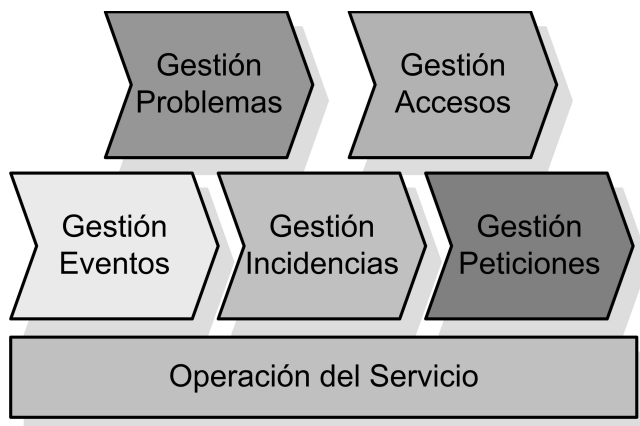 Gestión
Problemas
Gestión
Accesos
Gestión
Eventos
Gestión
Incidencias
Gestión
Peticiones
Operación del Servicio